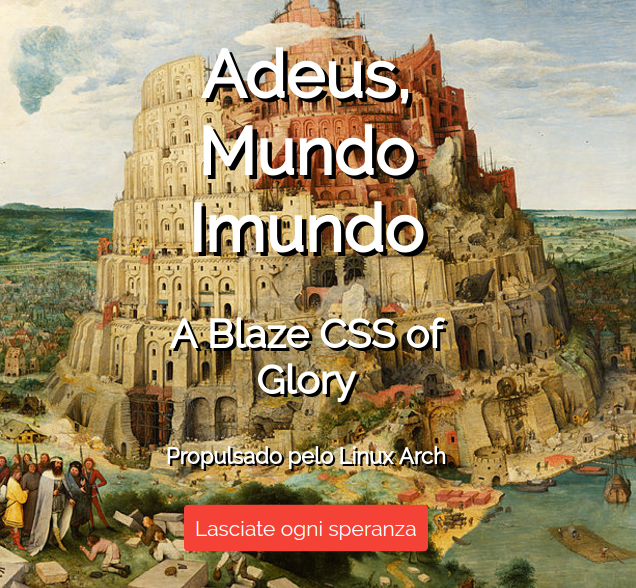 Adeus,
Mundo
Imundo
A Blaze CSS of
Glory
Propulsado pelo Linux Arch
Lasciate ogni speranza